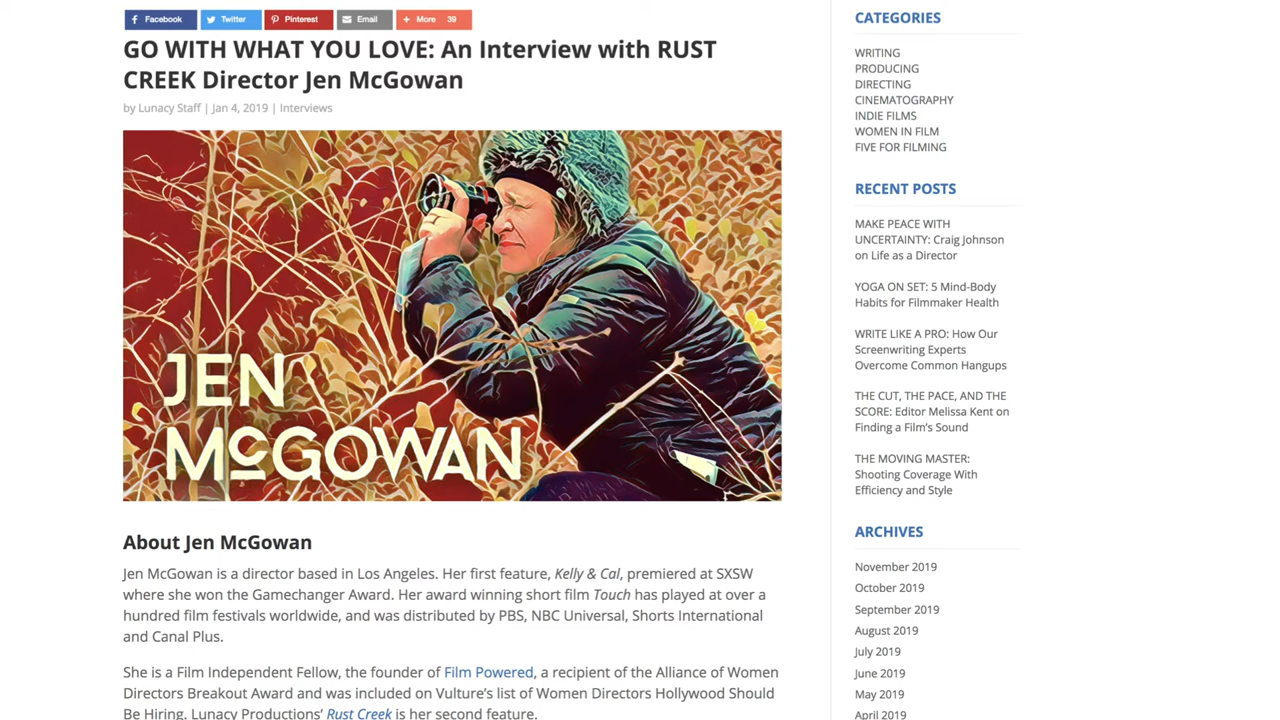 Facebook Twitter Pinterest Email More 39
GO WITH WHAT YOU LOVE: An Interview with RUST
CREEK Director Jen McGowan
by Lunacy Staff | Jan 4, 2019 | Interviews
JEN
McGOWAN
About Jen McGowan
Jen McGowan is a director based in Los Angeles. Her first feature, Kelly & Cal, premiered at SXSW
where she won the Gamechanger Award. Her award winning short film Touch has played at over a
hundred film festivals worldwide, and was distributed by PBS, NBC Universal, Shorts International
and Canal Plus.
She is a Film Independent Fellow, the founder of Film Powered, a recipient of the Alliance of Women
Directors Breakout Award and was included on Vulture's list of Women Directors Hollywood Should
Be Hiring. Lunacy Productions' Rust Creek is her second feature.
CATEGORIES
WRITING
PRODUCING
DIRECTING
CINEMATOGRAPHY
INDIE FILMS
WOMEN IN FILM
FIVE FOR FILMING
RECENT POSTS
MAKE PEACE WITH
UNCERTAINTY: Craig Johnson
on Life as a Director
YOGA ON SET: 5 Mind-Body
Habits for Filmmaker Health
WRITE LIKE A PRO: How Our
Screenwriting Experts
Overcome Common Hangups
THE CUT, THE PACE, AND THE
SCORE: Editor Melissa Kent on
Finding a Film's Sound
THE MOVING MASTER:
Shooting Coverage With
Efficiency and Style
ARCHIVES
November 2019
October 2019
September 2019
August 2019
July 2019
June 2019
May 2019
April 2019